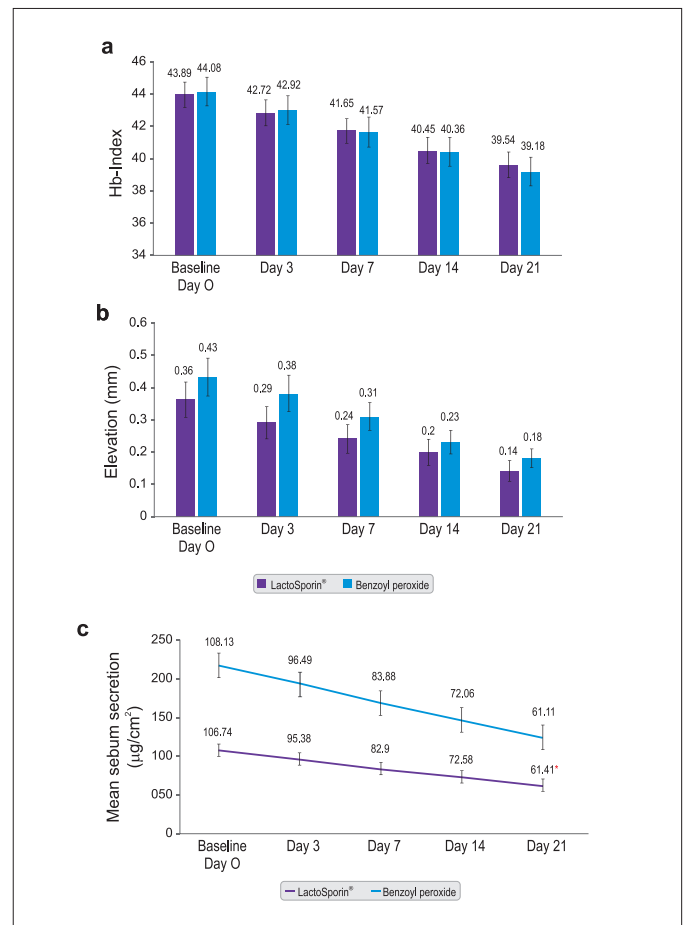 a
46
44
42
40
38
36
34
Hb-Index
43.89 44.08
42.72 42.92
41.65 41.57
40.45 40.36
39.54 39.18
Baseline Day 3 Day 7 Day 14 Day 21
Day O
b
0.6
0.5
0.4
0.3
0.2
0.1
0
Elevation (mm)
0.36 0.43
0.29 0.38
0.24 0.31
0.2 0.23
0.14 0.18
Baseline Day 3 Day 7 Day 14 Day 21
Day O
LactoSporin® Benzoyl peroxide
c
250
200
150
100
050
0
Mean sebum secretion
(µg/cm²)
108.13 96.49 83,88 72.06 61.11
106.74 95.38 82.9 72.58 61.41*
Baseline Day 3 Day 7 Day 14 Day 21
Day O
LactoSporin® Benzoyl peroxide